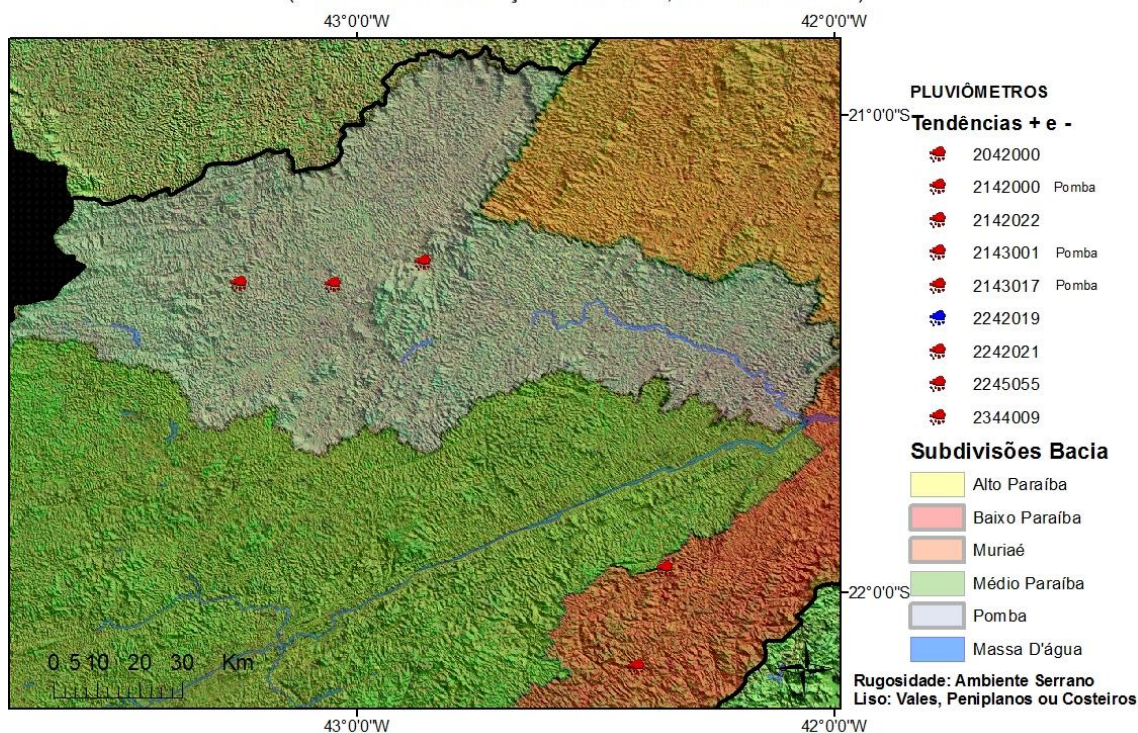 43°0'0"W 42°0'0"W
21°0'0"S
PLUVIÔMETROS
Tendências + e -
2042000
2142000 Pomba
2142022
2143001 Pomba
2143017 Pomba
2242019
2242021
2245055
2344009
Subdivisões Bacia
Alto Paraíba
Baixo Paraíba
Muriaé
Médio Paraíba
Pomba
Massa D'água
22°0'0"S
0 5 10 20 30 Km
Rugosidade: Ambiente Serrano
Liso: Vales, Peniplanos ou Costeiros
43°0'0"W 42°0'0"W